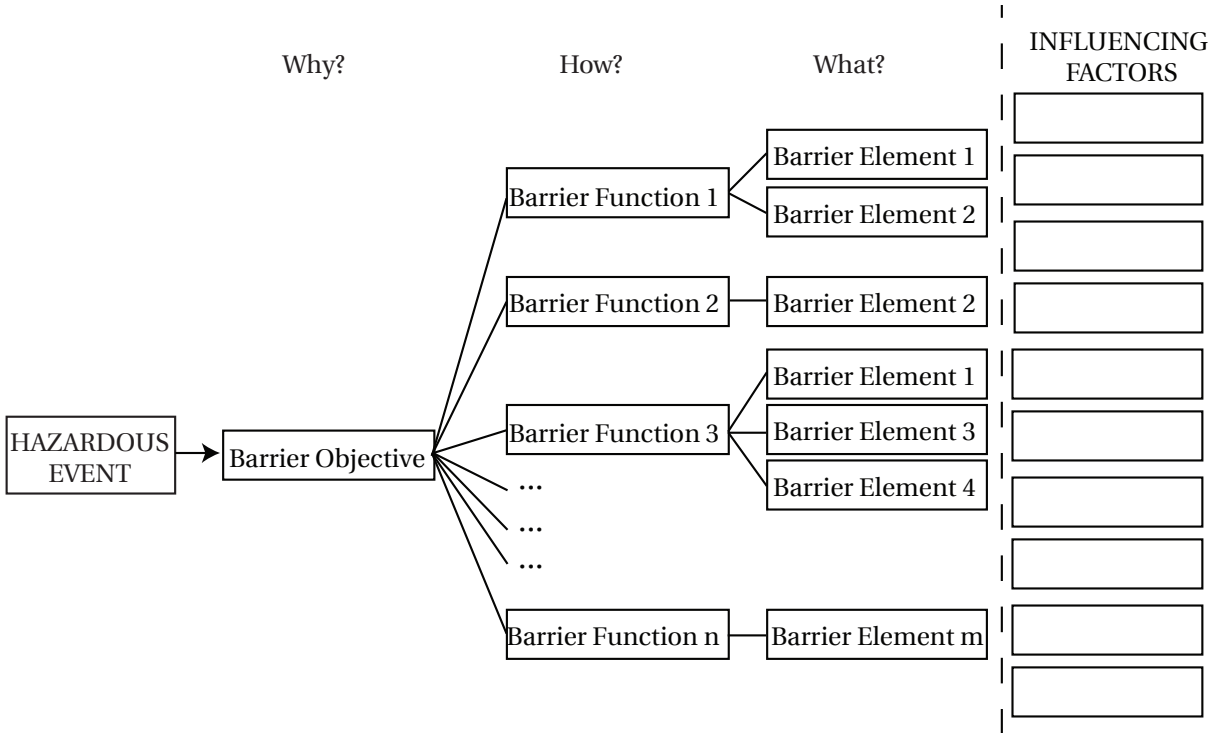 Why?
How?
What?
INFLUENCING
FACTORS
Barrier Element 1
Barrier Function 1
Barrier Element 2
Barrier Function 2
Barrier Element 2
Barrier Element 1
HAZARDOUS
EVENT
Barrier Objective
Barrier Function 3
Barrier Element 3
Barrier Element 4
...
...
...
Barrier Function n
Barrier Element m